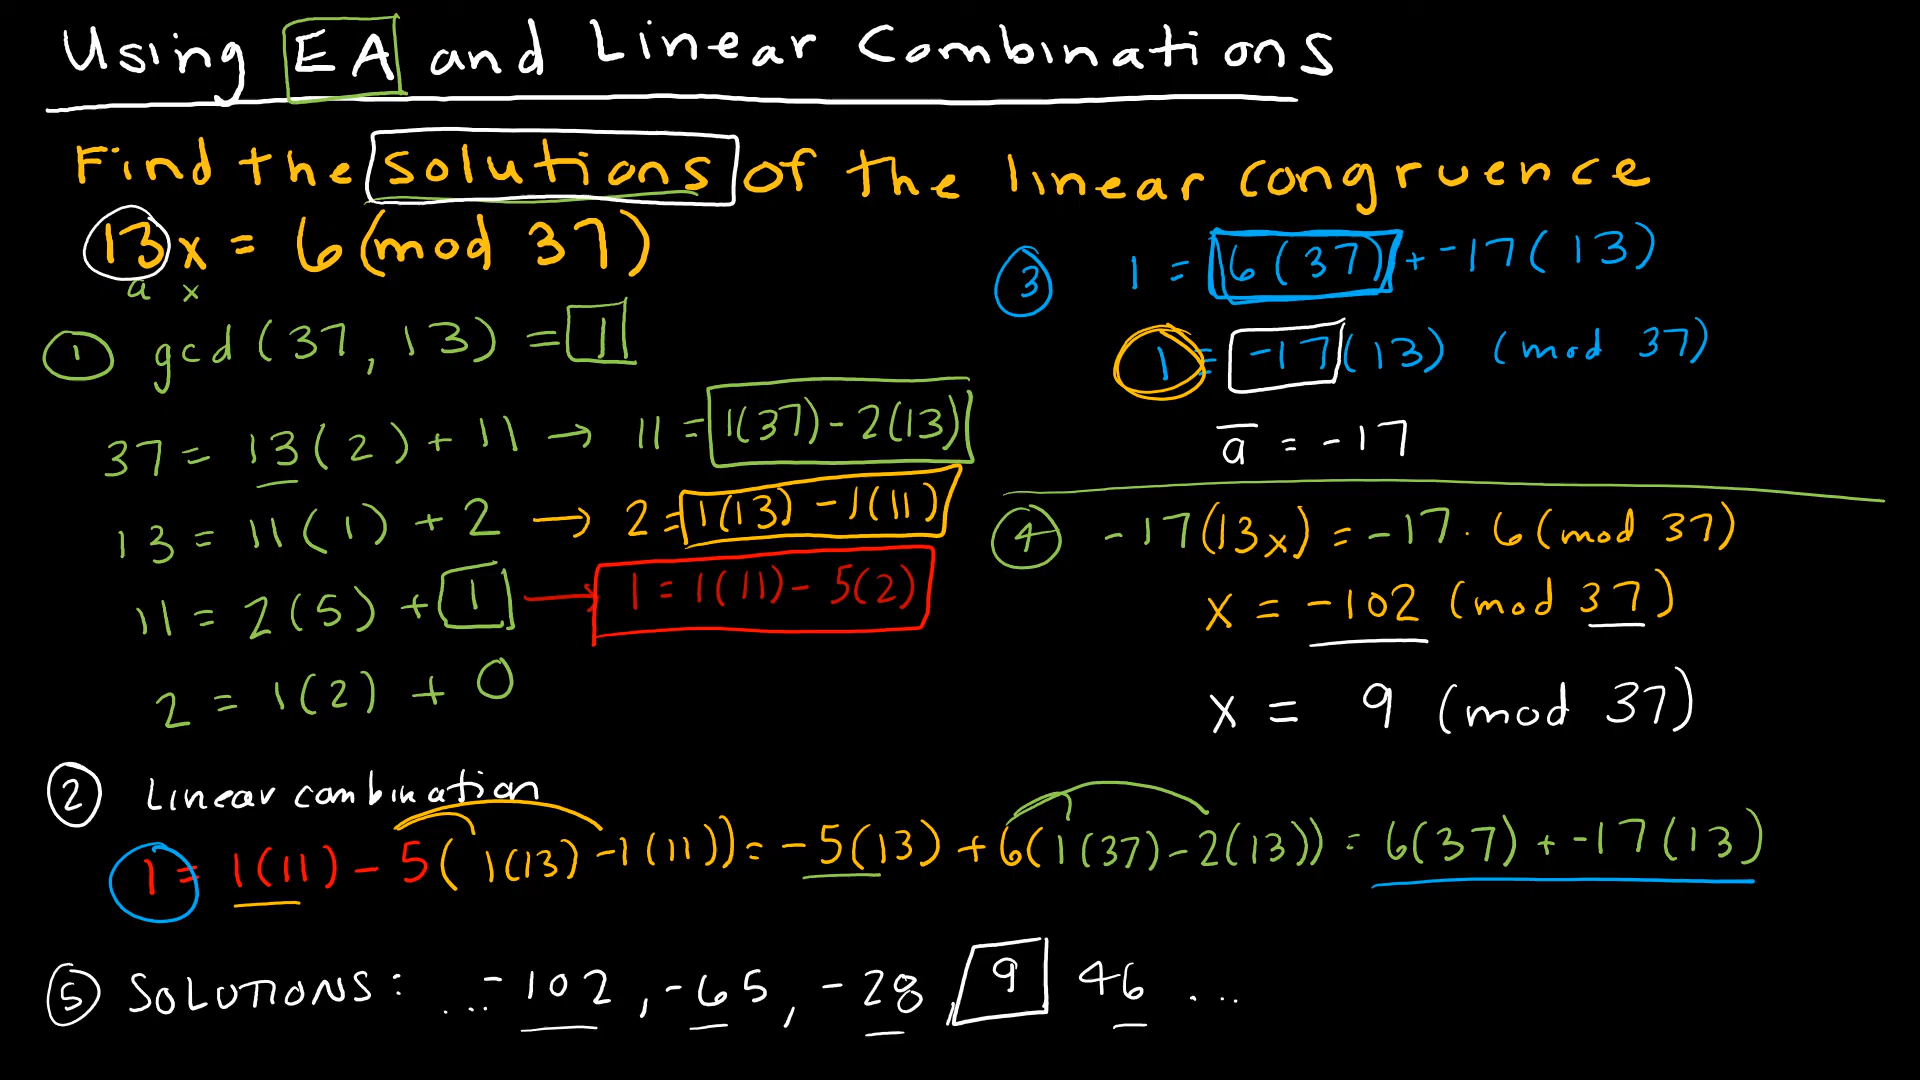 Using EA and Linear Combinations
Find the solutions of the linear congruence
13x = 6 (mod 37)
a x
① gcd (37, 13) = 1
37 = 13(2) + 11 → 11 = 1(37) - 2(13)
13 = 11(1) + 2 → 2 = 1(13) - 1(11)
11 = 2(5) + 1 → 1 = 1(11) - 5(2)
2 = 1(2) + 0
② Linear combination
1 = 1(11) - 5(1(13) - 1(11)) = -5(13) + 6(1(37) - 2(13)) = 6(37) + -17(13)
③ 1 = 6(37) + -17(13)
1 ≡ -17(13) (mod 37)
a̅ = -17
④ -17(13x) = -17 · 6 (mod 37)
x = -102 (mod 37)
x = 9 (mod 37)
⑤ SOLUTIONS: ... -102, -65, -28, 9 46 ...